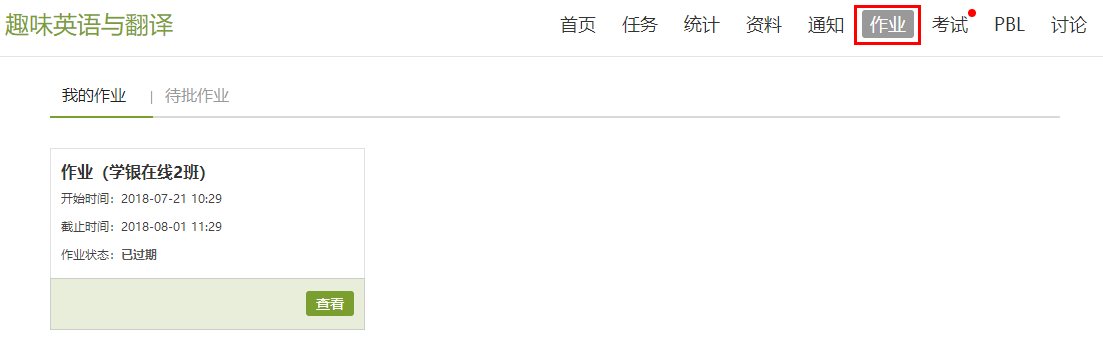 趣味英语与翻译
首页 任务 统计 资料 通知 作业 考试 PBL 讨论
我的作业 | 待批作业
作业（学银在线2班）
开始时间：2018-07-21 10:29
截止时间：2018-08-01 11:29
作业状态：已过期
查看